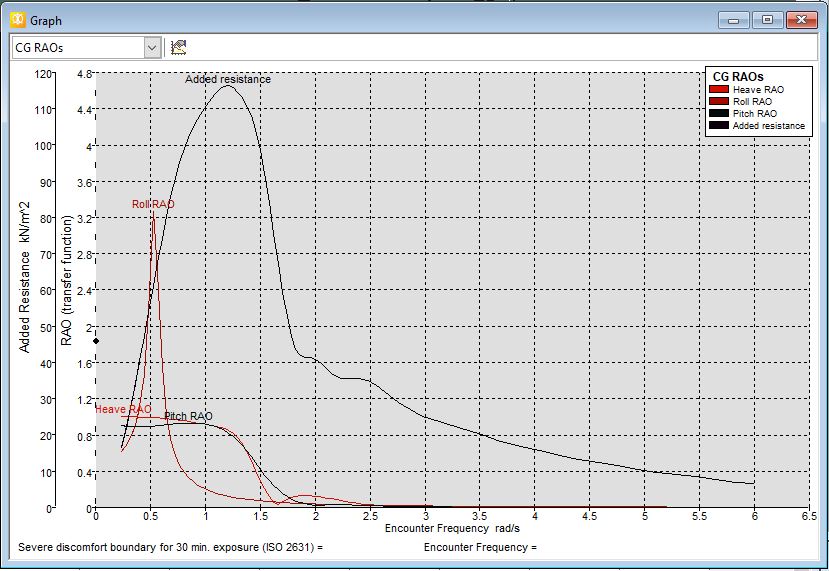 Graph
CG RAOs
Added Resistance kN/m^2
120
110
100
90
80
70
60
50
40
30
20
10
0
RAO (transfer function)
4.8
4.4
4
3.6
3.2
2.8
2.4
2
1.6
1.2
0.8
0.4
0
Added resistance
Roll RAO
Heave RAO
Pitch RAO
CG RAOs
Heave RAO
Roll RAO
Pitch RAO
Added resistance
0 0.5 1 1.5 2 2.5 3 3.5 4 4.5 5 5.5 6 6.5
Encounter Frequency rad/s
Severe discomfort boundary for 30 min. exposure (ISO 2631) = Encounter Frequency =